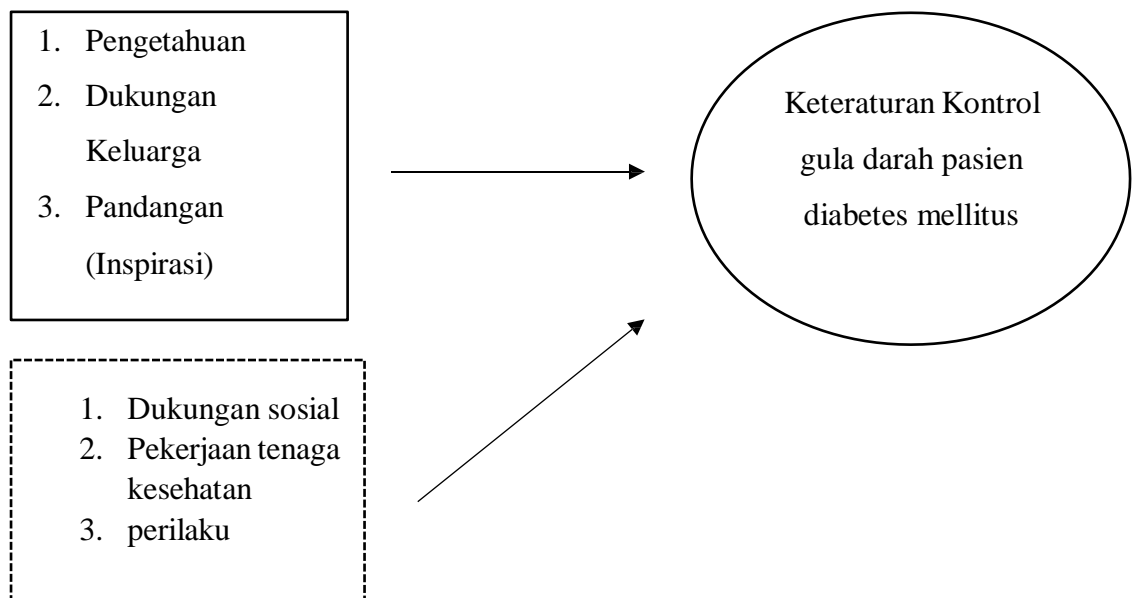 1. Pengetahuan
2. Dukungan
Keluarga
3. Pandangan
(Inspirasi)
Keteraturan Kontrol
gula darah pasien
diabetes mellitus
1. Dukungan sosial
2. Pekerjaan tenaga
kesehatan
3. perilaku